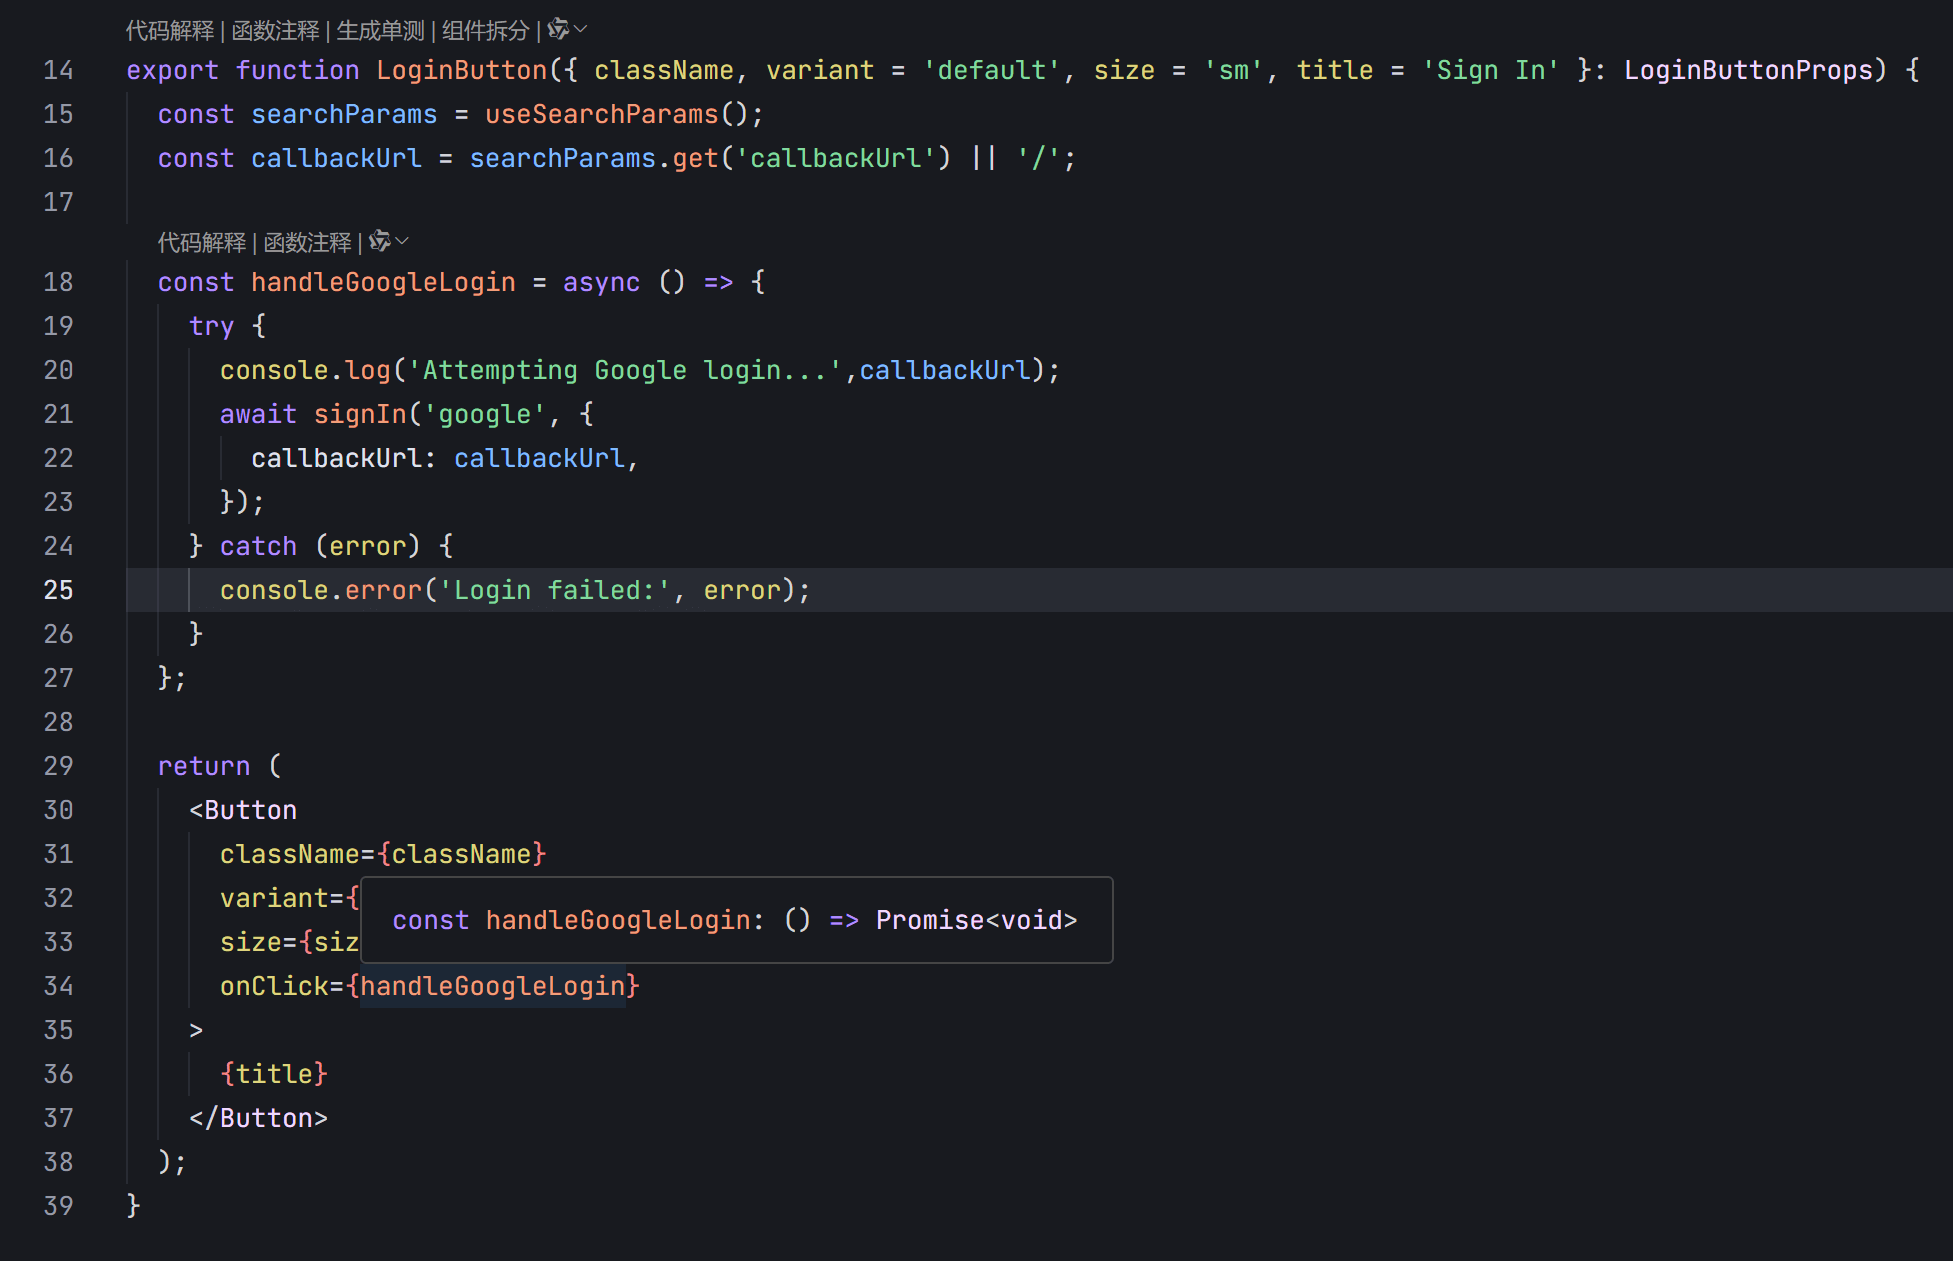 代码解释 | 函数注释 | 生成单测 | 组件拆分 |
14 export function LoginButton({ className, variant = 'default', size = 'sm', title = 'Sign In' }: LoginButtonProps) {
15 const searchParams = useSearchParams();
16 const callbackUrl = searchParams.get('callbackUrl') || '/';
17
代码解释 | 函数注释 |
18 const handleGoogleLogin = async () => {
19 try {
20 console.log('Attempting Google login...',callbackUrl);
21 await signIn('google', {
22 callbackUrl: callbackUrl,
23 });
24 } catch (error) {
25 console.error('Login failed:', error);
26 }
27 };
28
29 return (
30 <Button
31 className={className}
32 variant={
const handleGoogleLogin: () => Promise<void>
33 size={siz
34 onClick={handleGoogleLogin}
35 >
36 {title}
37 </Button>
38 );
39 }